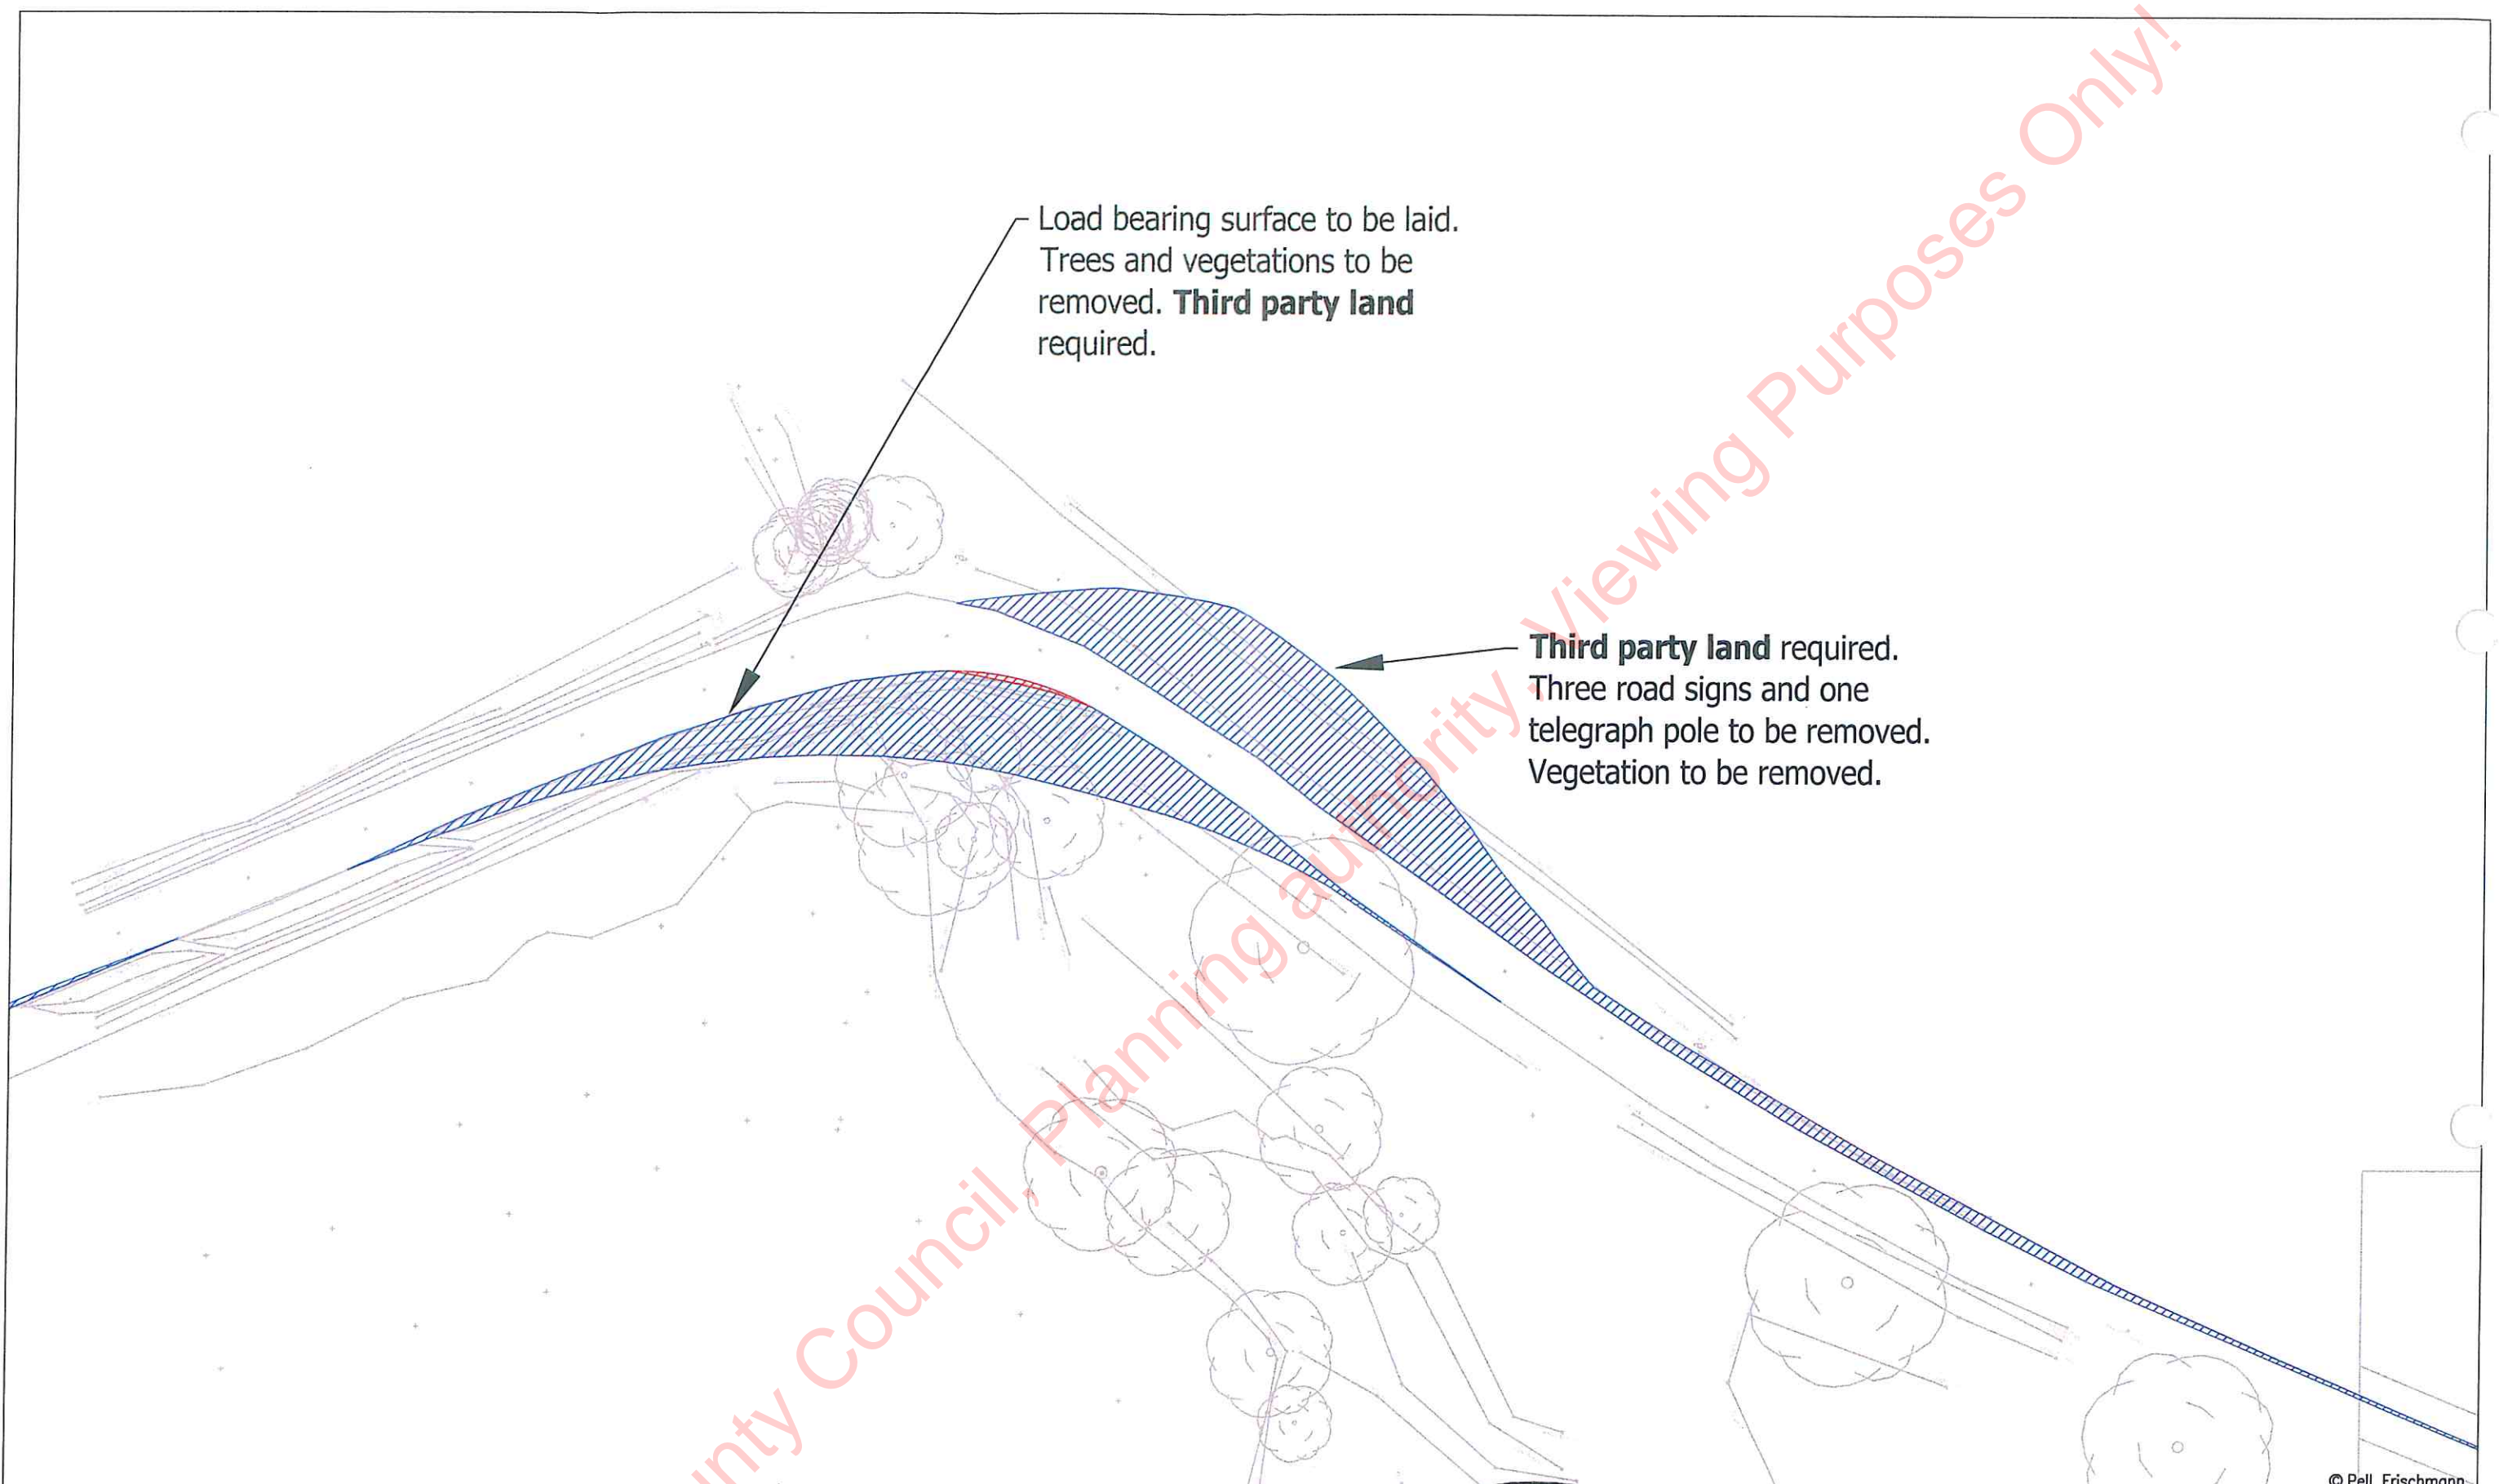 Load bearing surface to be laid.
Trees and vegetations to be
removed. Third party land
required.
Third party land required.
Three road signs and one
telegraph pole to be removed.
Vegetation to be removed.
Council, Planning authority. Viewing Purposes Only!
© Pell Frischmann